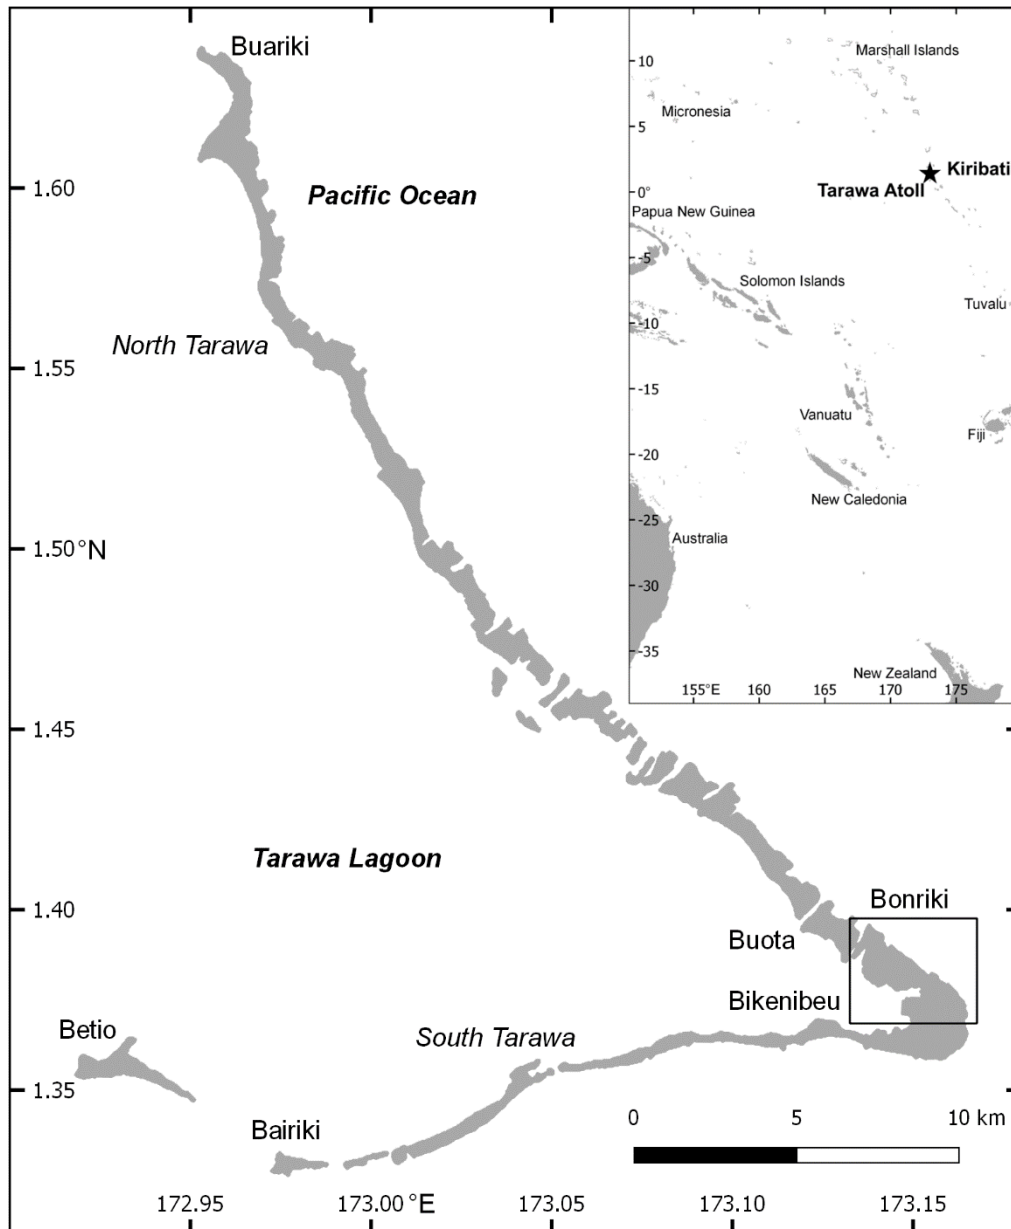 Buariki
Pacific Ocean
North Tarawa
Tarawa Lagoon
Bonriki
Buota
Bikenibeu
Betio
South Tarawa
Bairiki
0 5 10 km
1.60
1.55
1.50°N
1.45
1.40
1.35
172.95 173.00°E 173.05 173.10 173.15
Marshall Islands
Micronesia
Kiribati
Tarawa Atoll
Papua New Guinea
Solomon Islands
Tuvalu
Vanuatu
Fiji
New Caledonia
Australia
New Zealand
10
5
0°
-5
-10
-15
-20
-25
-30
-35
155°E 160 165 170 175